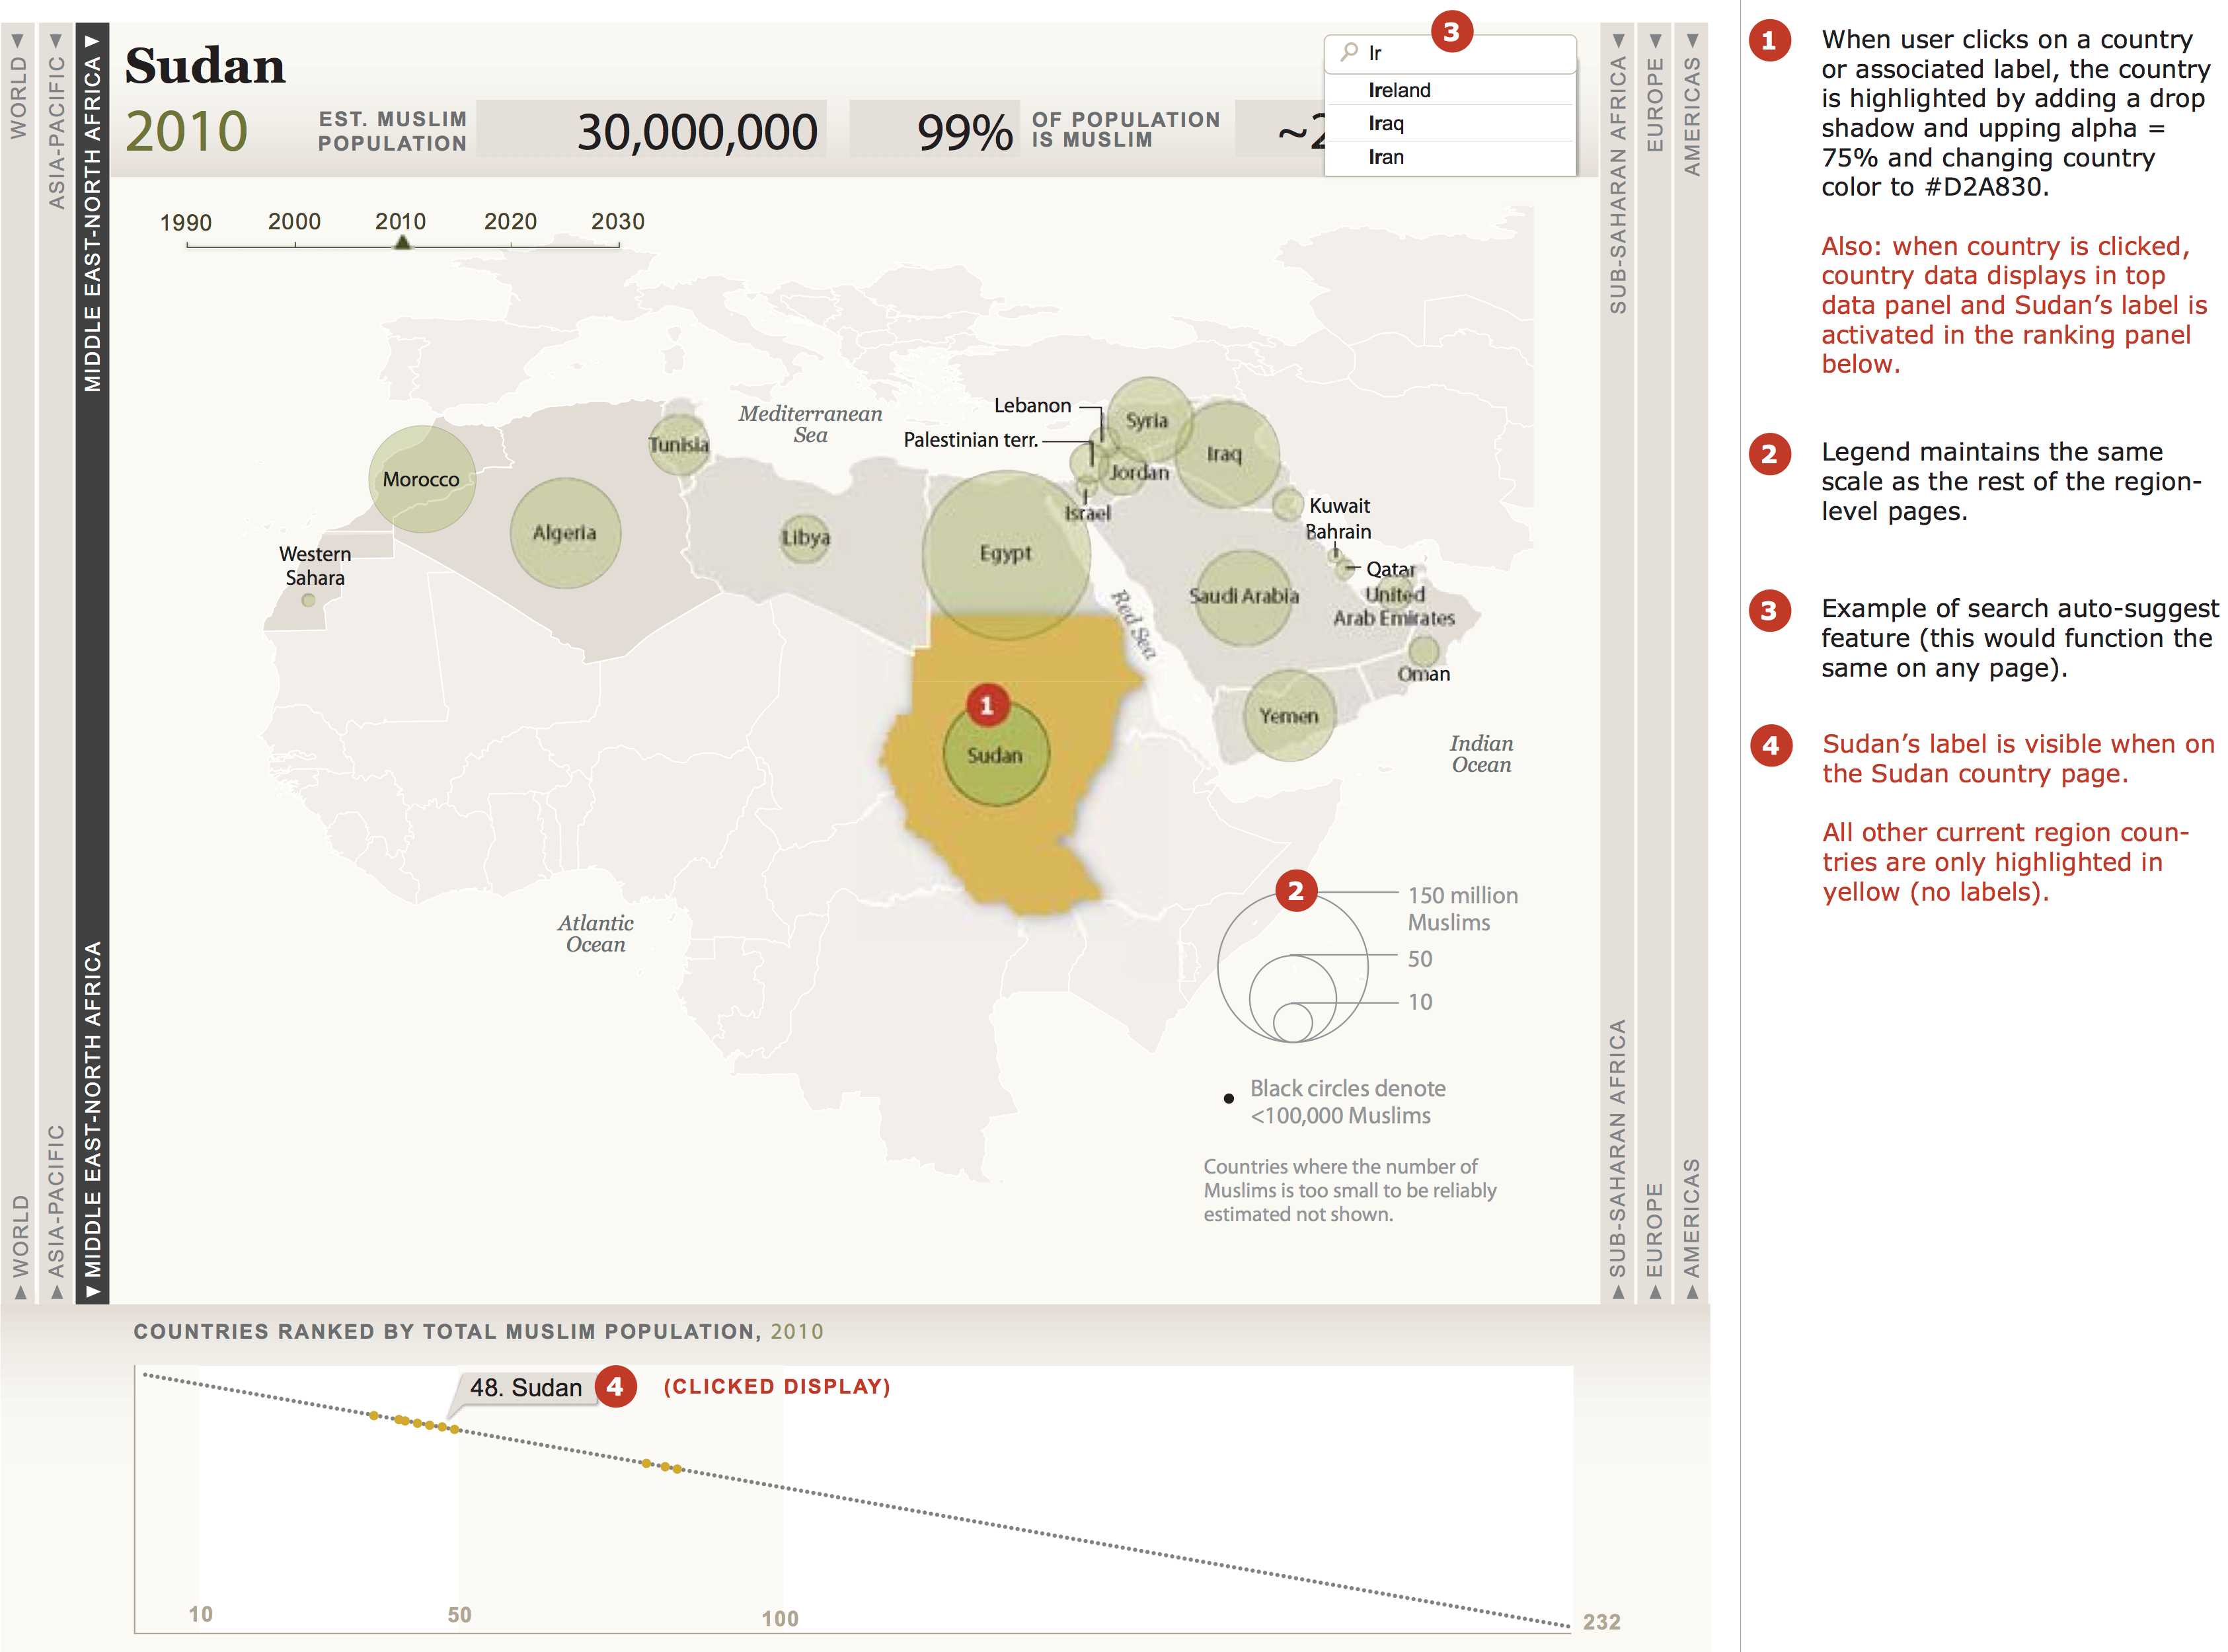 WORLD
ASIA-PACIFIC
MIDDLE EAST-NORTH AFRICA
Sudan
2010
EST. MUSLIM
POPULATION
30,000,000
99%
OF POPULATION
IS MUSLIM
~2
3
Ir
Ireland
Iraq
Iran
SUB-SAHARAN AFRICA
EUROPE
AMERICAS
1990 2000 2010 2020 2030
Mediterranean
Sea
Lebanon
Palestinian terr.
Syria
Iraq
Jordan
Israel
Tunisia
Morocco
Algeria
Libya
Egypt
Kuwait
Bahrain
Qatar
United
Arab Emirates
Western
Sahara
Saudi Arabia
Red Sea
Oman
Yemen
1
Sudan
Indian
Ocean
Atlantic
Ocean
2
150 million
Muslims
50
10
Black circles denote
<100,000 Muslims
Countries where the number of
Muslims is too small to be reliably
estimated not shown.
WORLD
ASIA-PACIFIC
MIDDLE EAST-NORTH AFRICA
SUB-SAHARAN AFRICA
EUROPE
AMERICAS
COUNTRIES RANKED BY TOTAL MUSLIM POPULATION, 2010
48. Sudan
4
(CLICKED DISPLAY)
10 50 100 232
1
When user clicks on a country
or associated label, the country
is highlighted by adding a drop
shadow and upping alpha =
75% and changing country
color to #D2A830.
Also: when country is clicked,
country data displays in top
data panel and Sudan’s label is
activated in the ranking panel
below.
2
Legend maintains the same
scale as the rest of the region-
level pages.
3
Example of search auto-suggest
feature (this would function the
same on any page).
4
Sudan’s label is visible when on
the Sudan country page.
All other current region coun-
tries are only highlighted in
yellow (no labels).